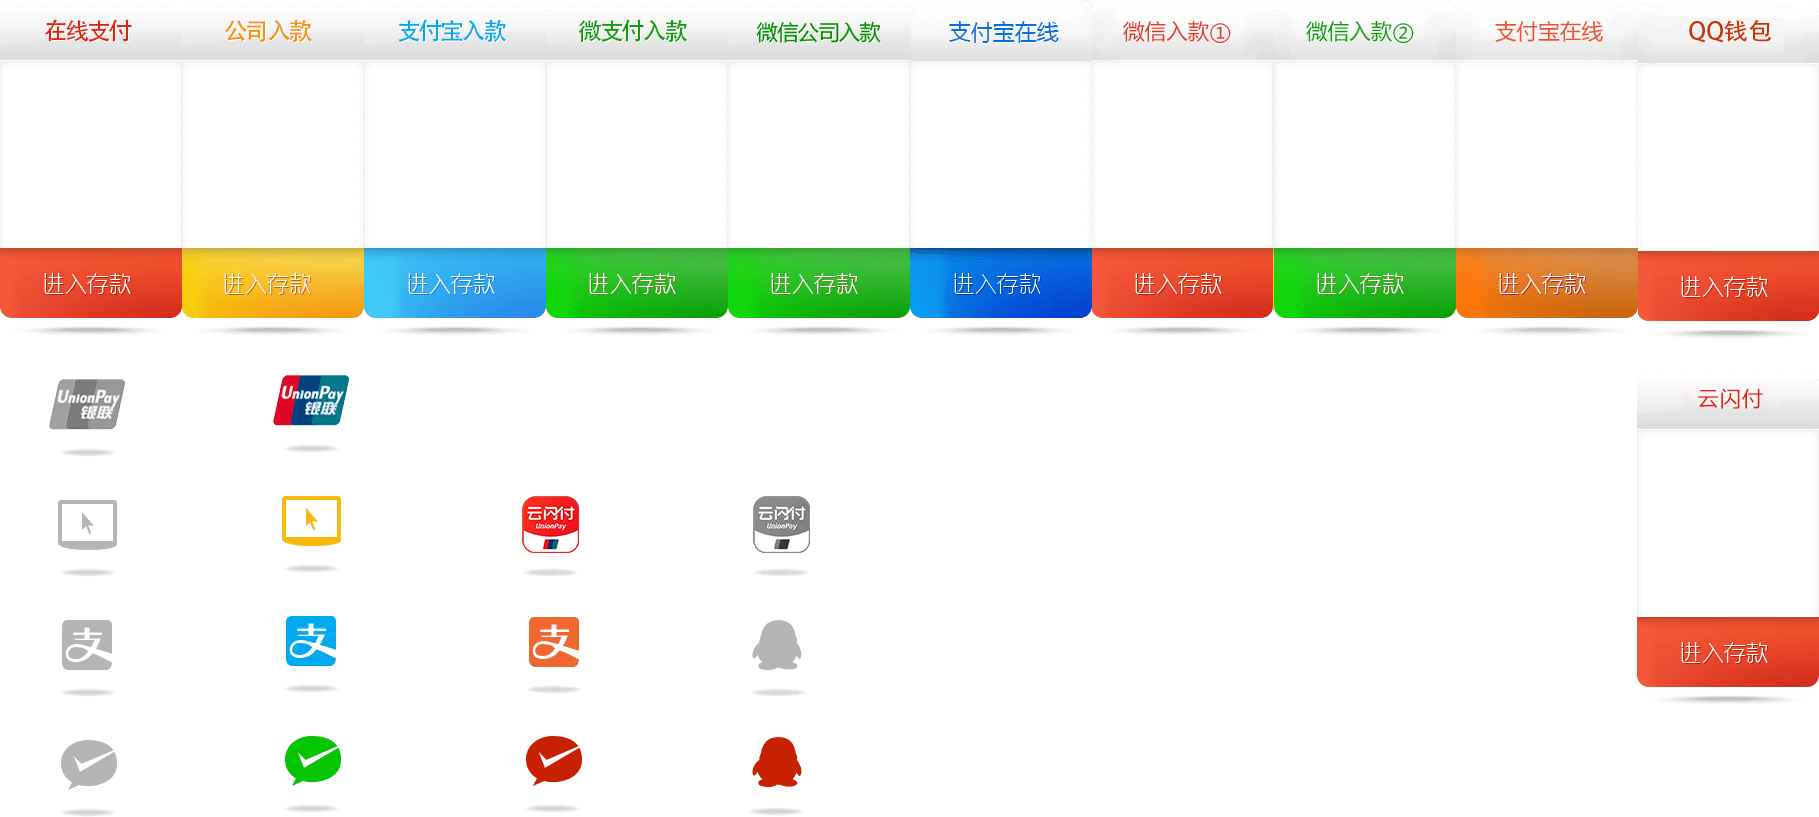 在线支付
公司入款
支付宝入款
微支付入款
微信公司入款
支付宝在线
微信入款①
微信入款②
支付宝在线
QQ钱包
进入存款
进入存款
进入存款
进入存款
进入存款
进入存款
进入存款
进入存款
进入存款
进入存款
UnionPay
银联
UnionPay
银联
云闪付
云闪付
UnionPay
云闪付
UnionPay
支
支
支
进入存款